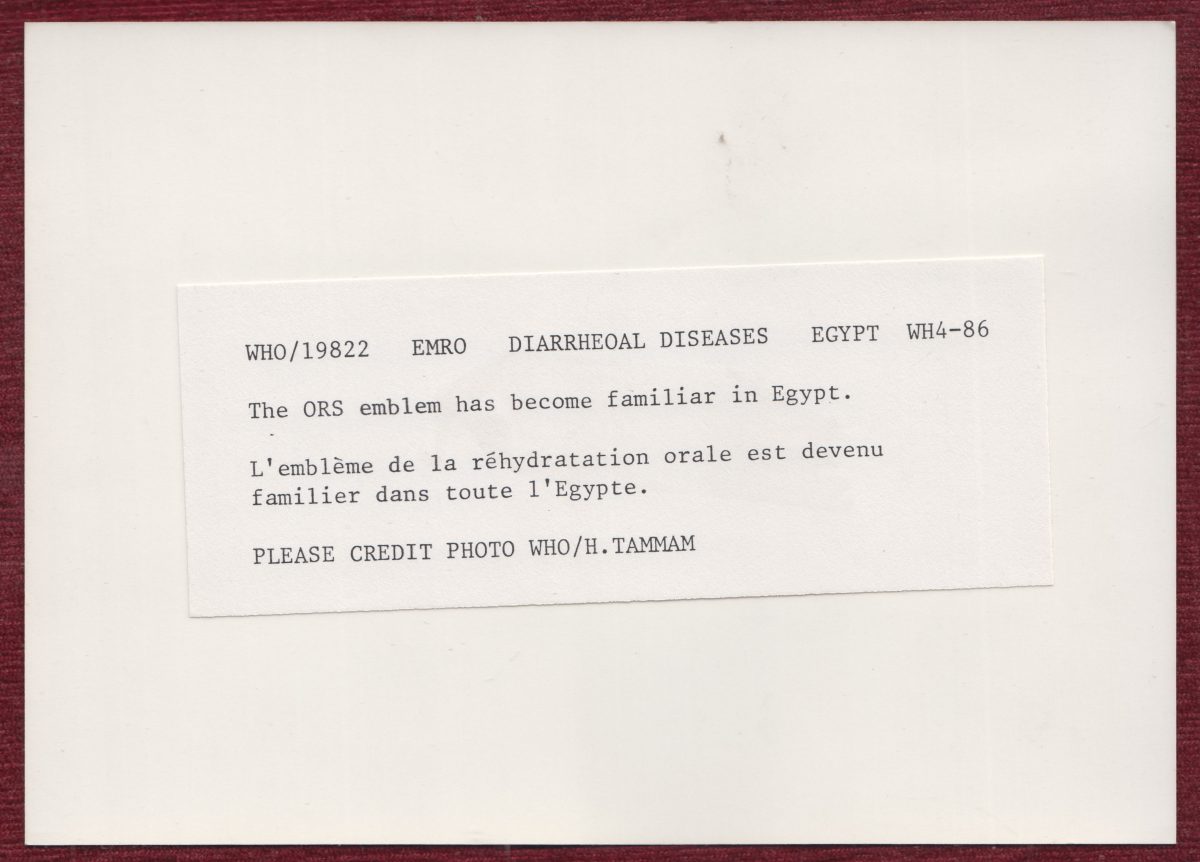 WHO/19822 EMRO DIARRHEOAL DISEASES EGYPT WH4-86
The ORS emblem has become familiar in Egypt.
L'emblème de la réhydratation orale est devenu
familier dans toute l'Egypte.
PLEASE CREDIT PHOTO WHO/H.TAMMAM